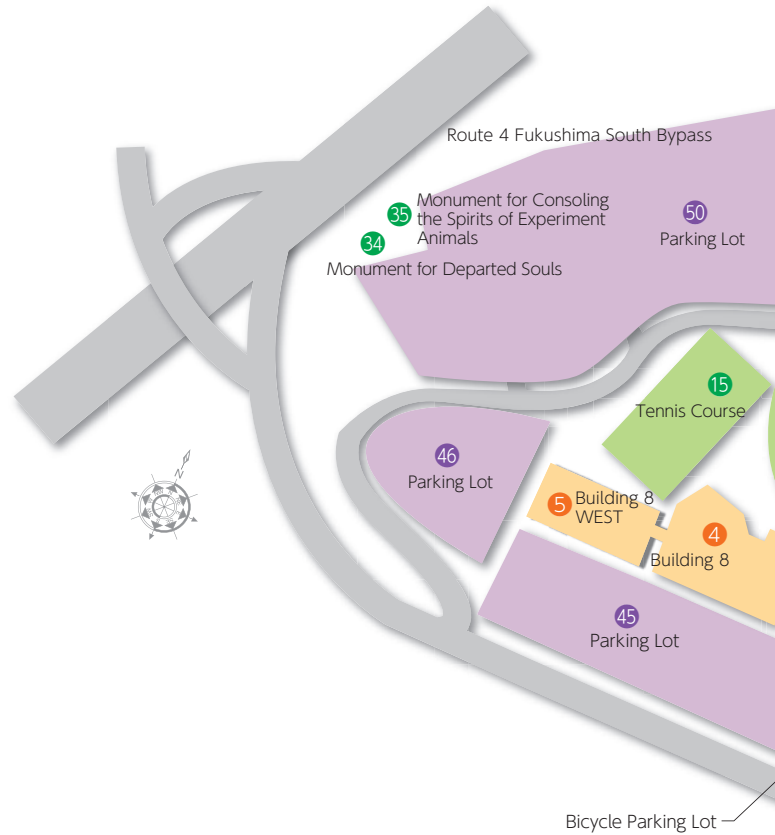 Route 4 Fukushima South Bypass
35
Monument for Consoling
the Spirits of Experiment
Animals
34
Monument for Departed Souls
50
Parking Lot
15
Tennis Course
46
Parking Lot
5
Building 8
WEST
4
Building 8
45
Parking Lot
N
Bicycle Parking Lot